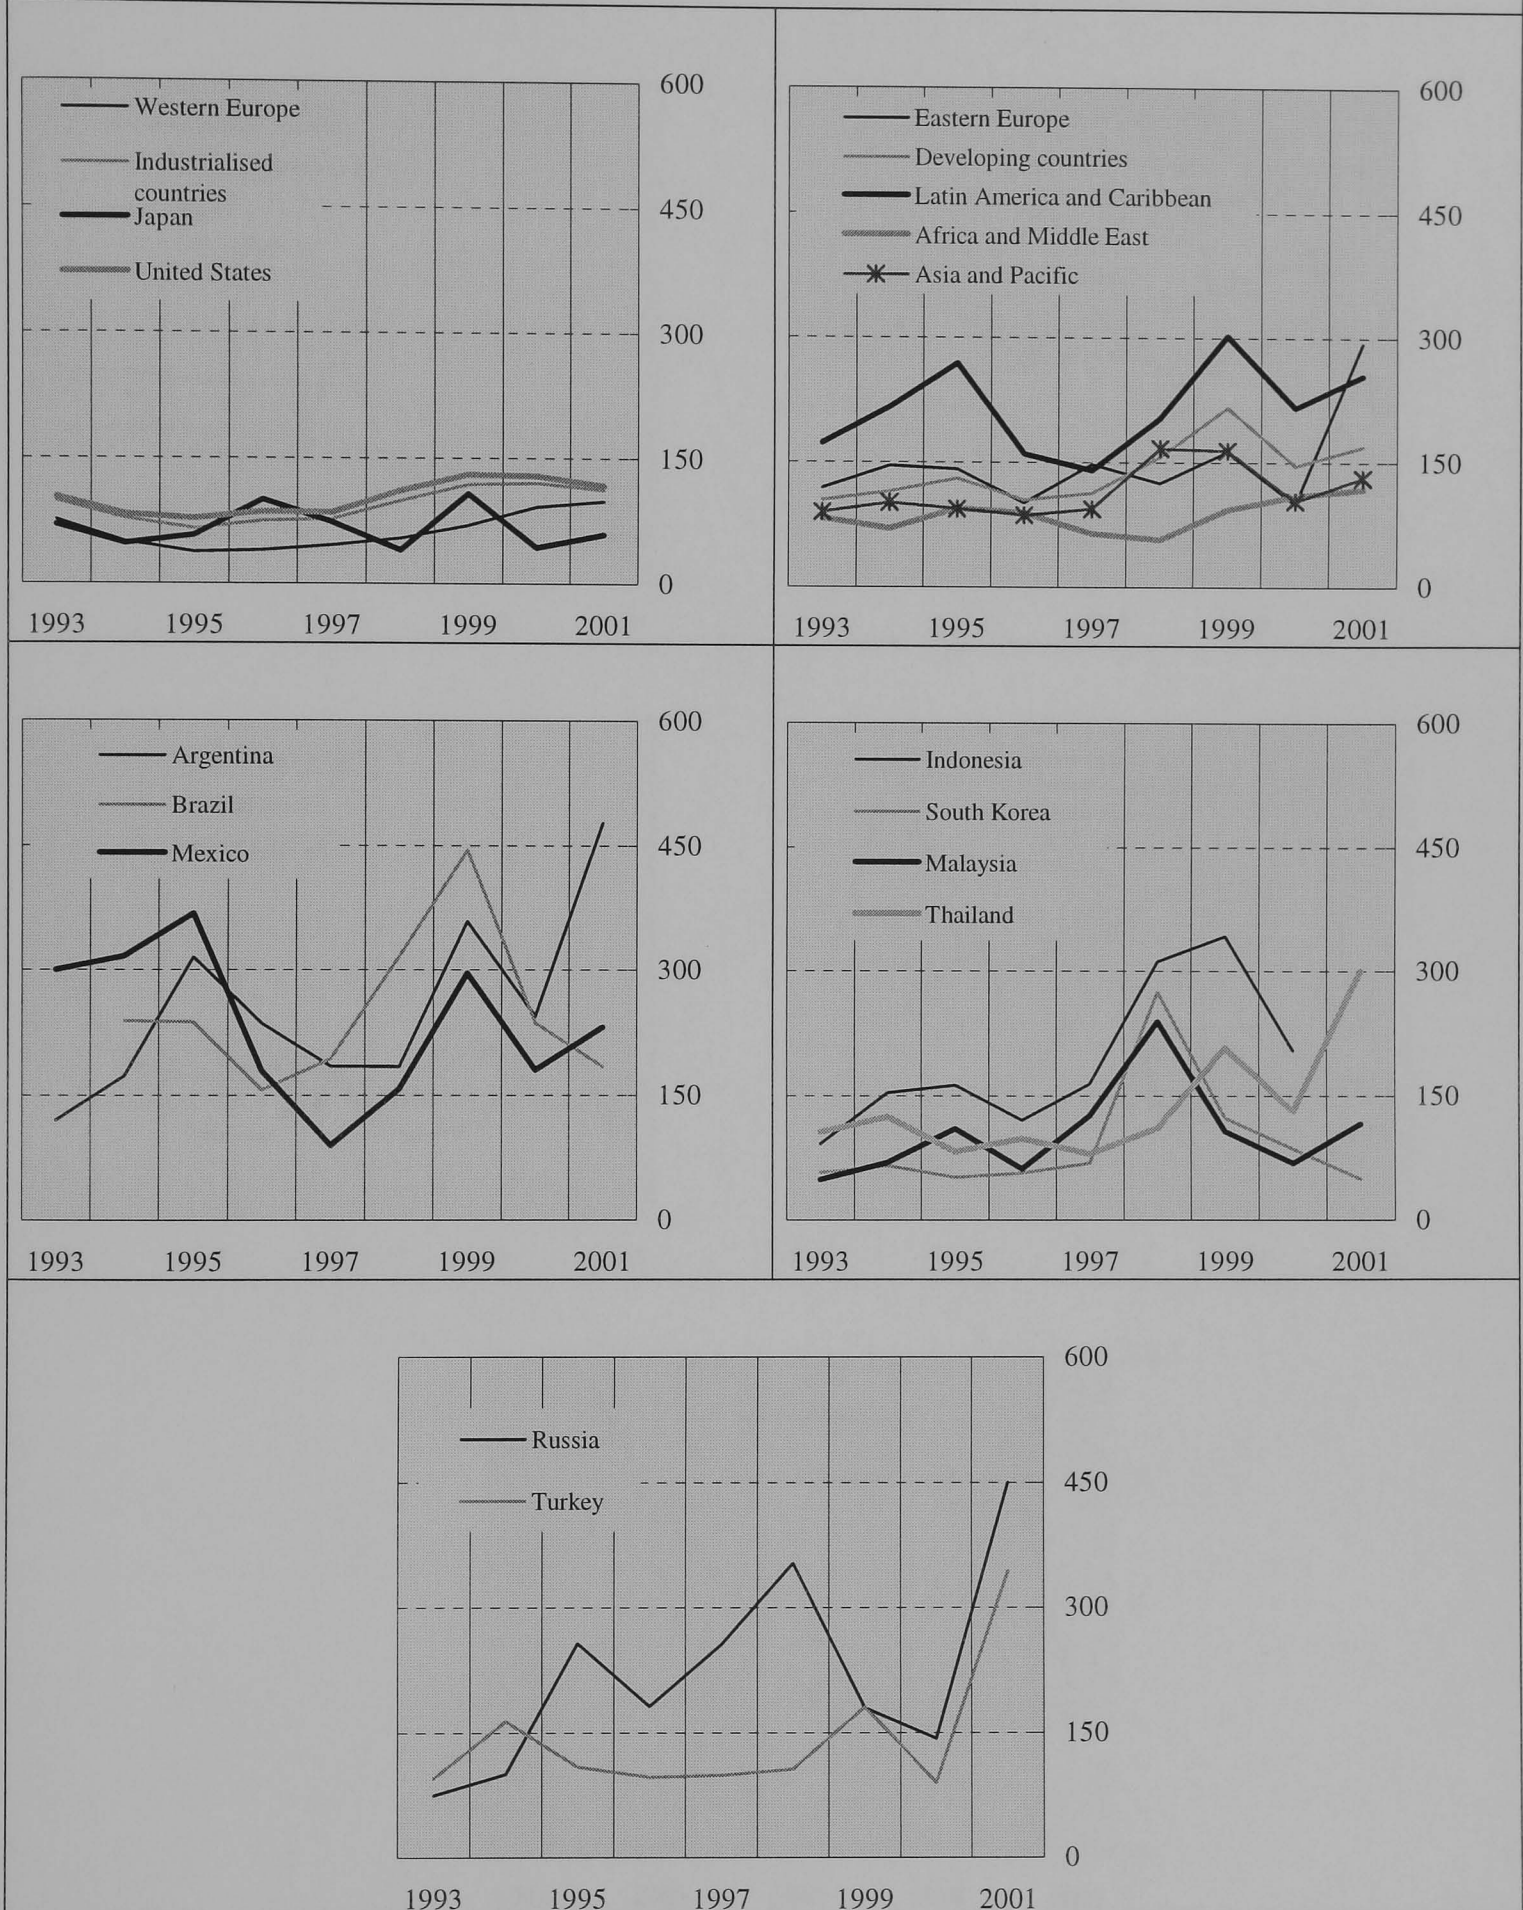 Western Europe
Industrialised
countries
Japan
United States
600
450
300
150
0
1993 1995 1997 1999 2001
Eastern Europe
Developing countries
Latin America and Caribbean
Africa and Middle East
Asia and Pacific
600
450
300
150
0
1993 1995 1997 1999 2001
Argentina
Brazil
Mexico
600
450
300
150
0
1993 1995 1997 1999 2001
Indonesia
South Korea
Malaysia
Thailand
600
450
300
150
0
1993 1995 1997 1999 2001
Russia
Turkey
600
450
300
150
0
1993 1995 1997 1999 2001